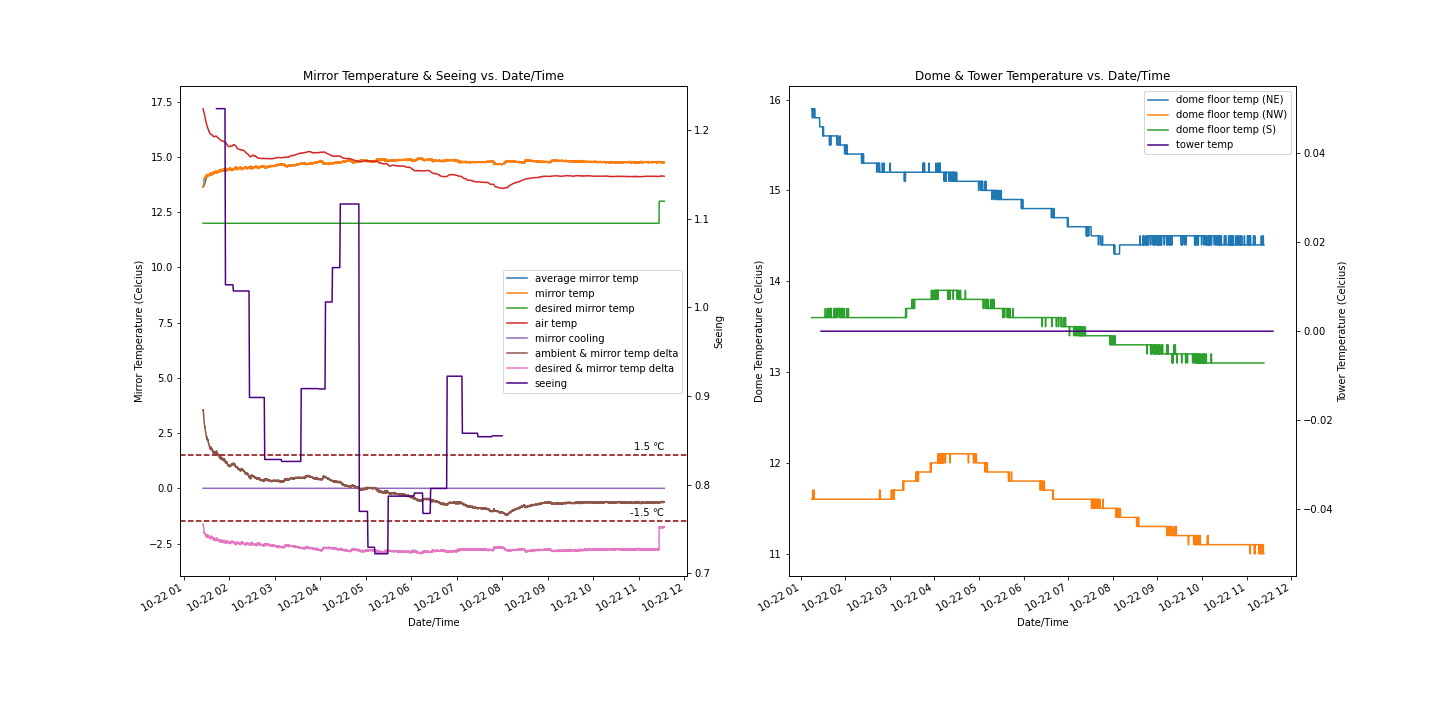 Mirror Temperature & Seeing vs. Date/Time
Mirror Temperature (Celcius)
17.5
15.0
12.5
10.0
7.5
5.0
2.5
0.0
−2.5
average mirror temp
mirror temp
desired mirror temp
air temp
mirror cooling
ambient & mirror temp delta
desired & mirror temp delta
seeing
1.5 °C
-1.5 °C
1.2
1.1
1.0
0.9
0.8
0.7
Seeing
10-22 01
10-22 02
10-22 03
10-22 04
10-22 05
10-22 06
10-22 07
10-22 08
10-22 09
10-22 10
10-22 11
10-22 12
Date/Time
Dome & Tower Temperature vs. Date/Time
Dome Temperature (Celcius)
16
15
14
13
12
11
dome floor temp (NE)
dome floor temp (NW)
dome floor temp (S)
tower temp
0.04
0.02
0.00
−0.02
−0.04
Tower Temperature (Celcius)
10-22 01
10-22 02
10-22 03
10-22 04
10-22 05
10-22 06
10-22 07
10-22 08
10-22 09
10-22 10
10-22 11
10-22 12
Date/Time